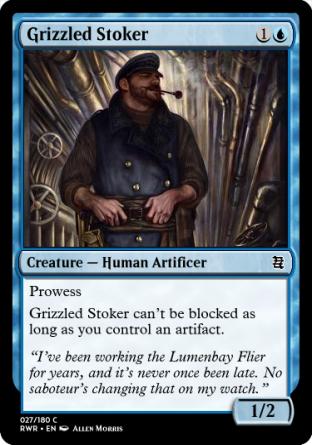 Grizzled Stoker 1
Creature — Human Artificer
Prowess
Grizzled Stoker can't be blocked as
long as you control an artifact.
“I've been working the Lumenbay Flier
for years, and it's never once been late. No
saboteur's changing that on my watch.”
1/2
027/180 C
RWR • EN Allen Morris